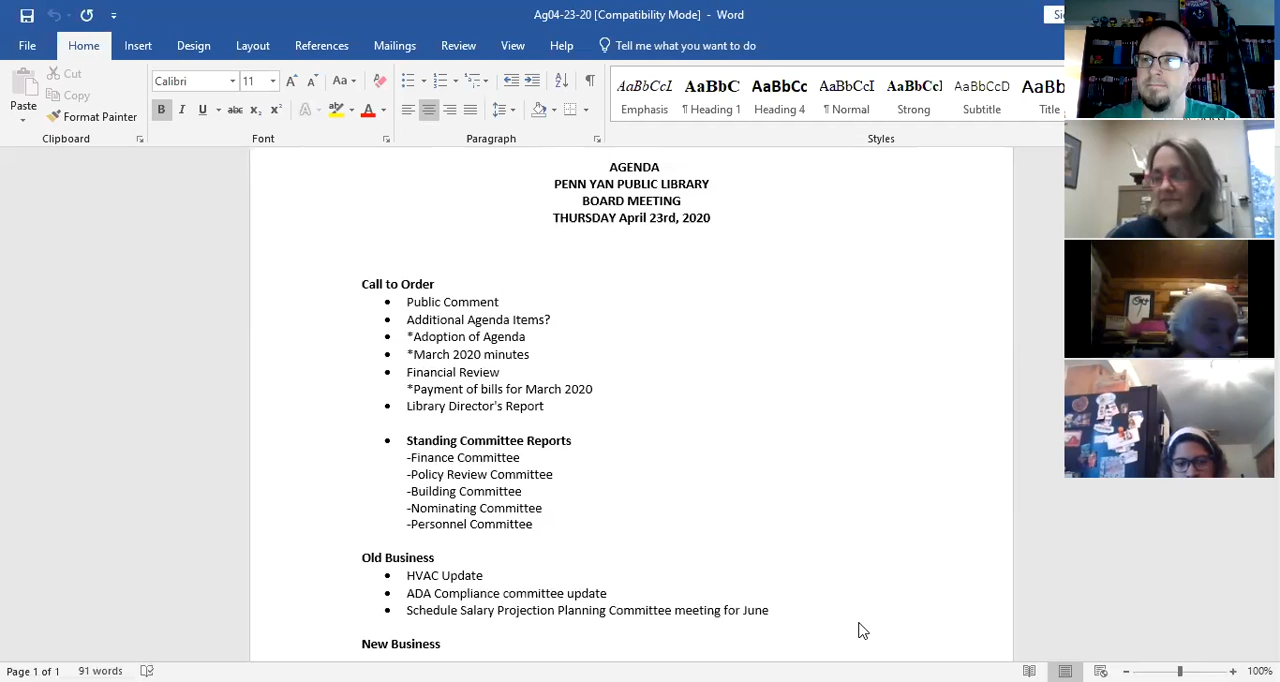 Ag04-23-20 [Compatibility Mode] - Word
File Home Insert Design Layout References Mailings Review View Help Tell me what you want to do
Paste
Cut
Copy
Format Painter
Calibri 11
AaBbCcI AaBbC AaBbCc AaBbCcI AaBbCcI AaBbCcD AaBb
Emphasis ¶ Heading 1 Heading 4 ¶ Normal Strong Subtitle Title
Clipboard Font Paragraph Styles
AGENDA
PENN YAN PUBLIC LIBRARY
BOARD MEETING
THURSDAY April 23rd, 2020
Call to Order
• Public Comment
• Additional Agenda Items?
• *Adoption of Agenda
• *March 2020 minutes
• Financial Review
*Payment of bills for March 2020
• Library Director's Report
• Standing Committee Reports
-Finance Committee
-Policy Review Committee
-Building Committee
-Nominating Committee
-Personnel Committee
Old Business
• HVAC Update
• ADA Compliance committee update
• Schedule Salary Projection Planning Committee meeting for June
New Business
Page 1 of 1 91 words 100%